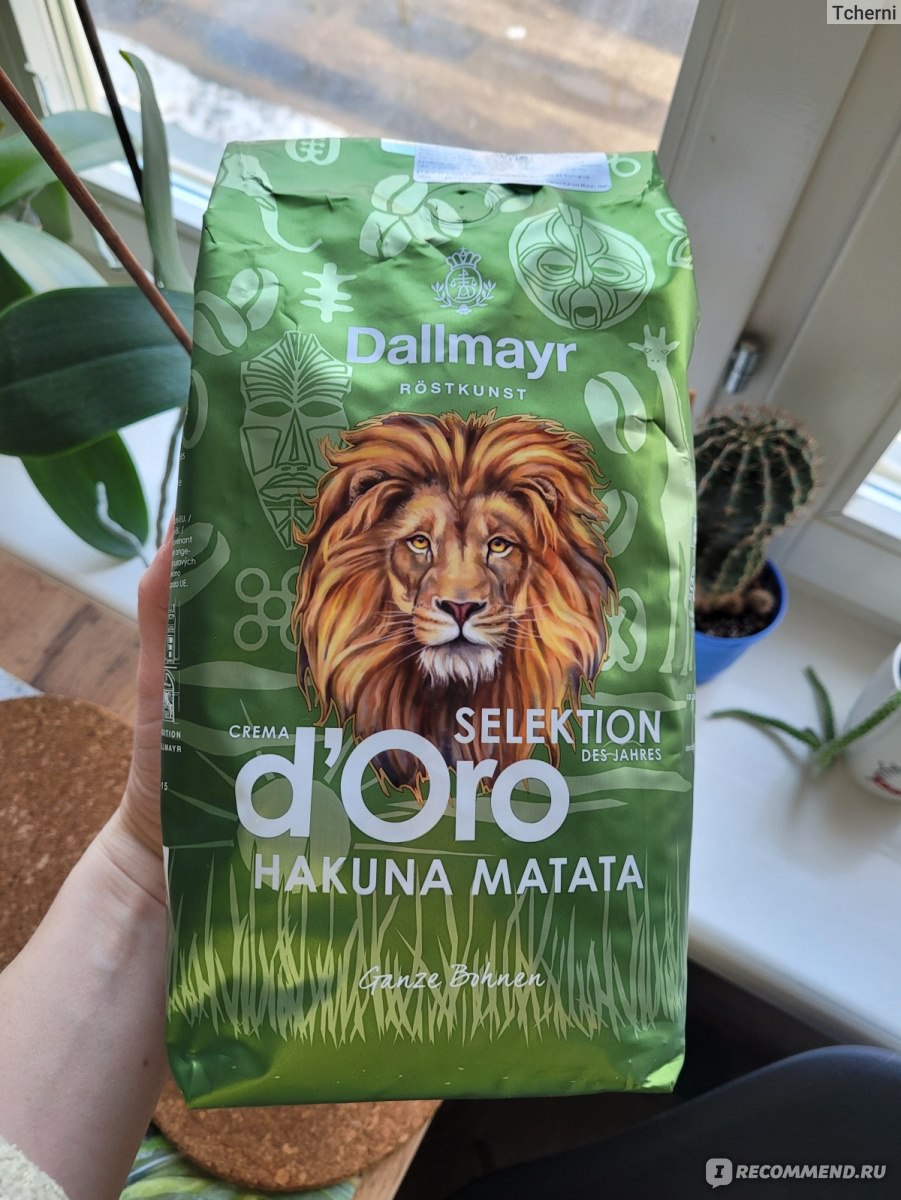 Tcherni
Dallmayr
RÖSTKUNST
CREMA
SELEKTION
DES JAHRES
d'Oro
HAKUNA MATATA
Ganze Bohnen
RECOMMEND.RU